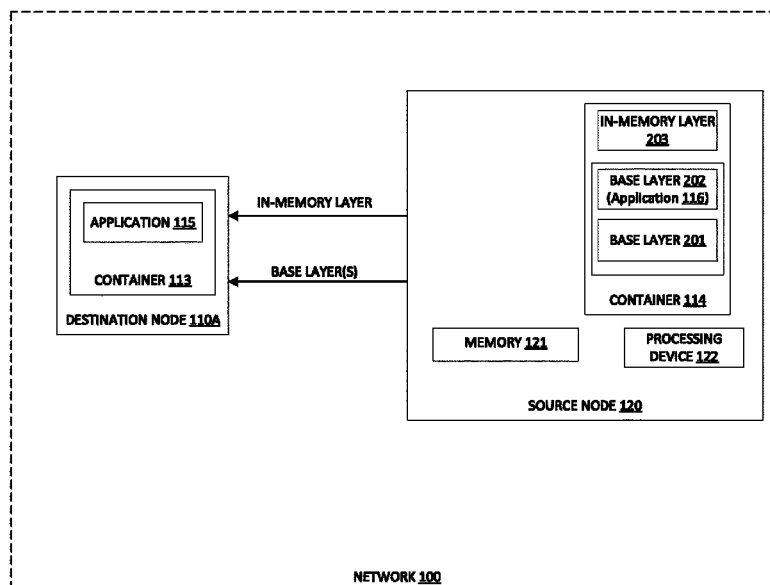 IN-MEMORY LAYER
203
BASE LAYER 202
(Application 116)
BASE LAYER 201
CONTAINER 114
APPLICATION 115
CONTAINER 113
DESTINATION NODE 110A
IN-MEMORY LAYER
BASE LAYER(S)
MEMORY 121
PROCESSING
DEVICE 122
SOURCE NODE 120
NETWORK 100